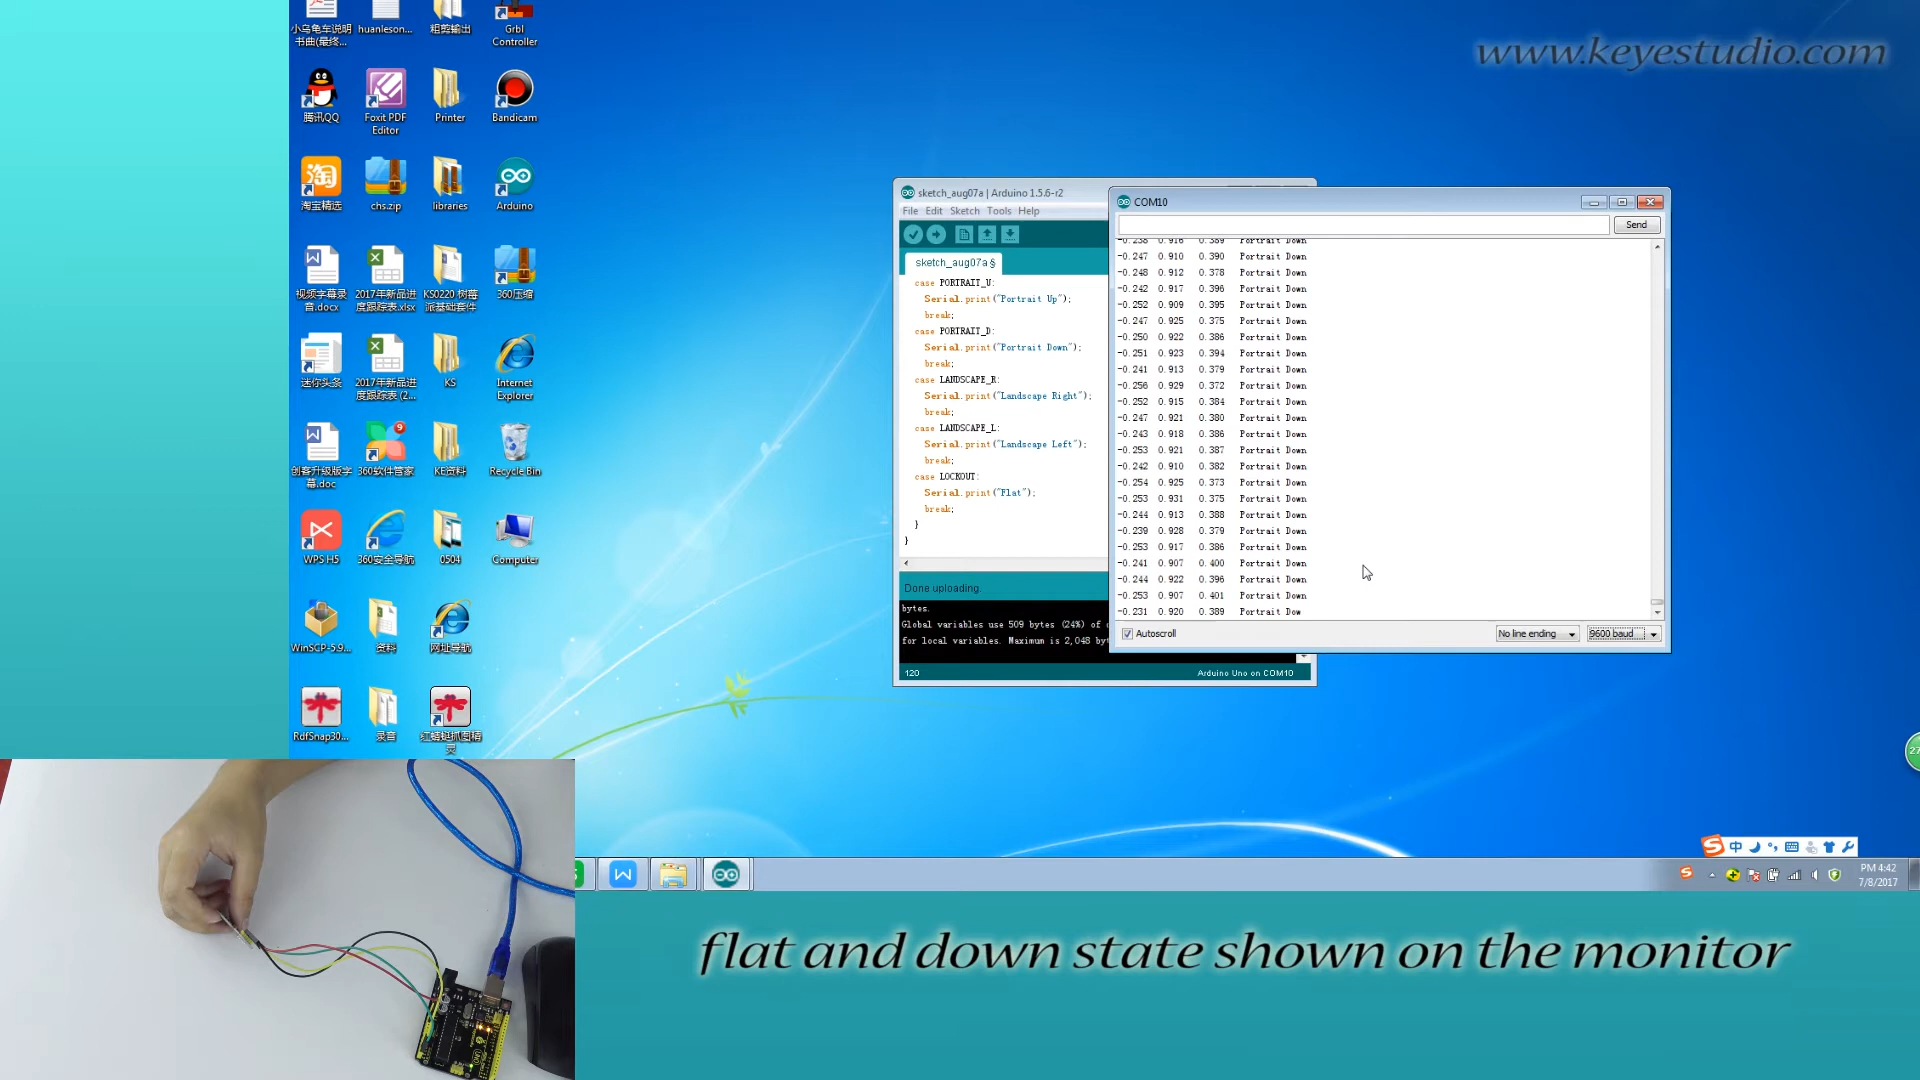 www.keyestudio.com
小乌龟车说明
书曲(最终...
huanleson...
粗剪输出
Grbl
Controller
腾讯QQ
Foxit PDF
Editor
Printer
Bandicam
淘宝精选
chs.zip
libraries
Arduino
视频字幕录
音.docx
2017年新品进
度跟踪表.xlsx
KS0220 树莓
派基础套件
360压缩
迷你头条
2017年新品进
度跟踪表 (2...
KS
Internet
Explorer
创客升级版字
幕.doc
9
360软件管家
KE资料
Recycle Bin
WPS H5
360安全导航
0504
Computer
WinSCP-5.9...
资料
网址导航
RdfSnap30...
录音
红蜻蜓抓图精
灵
sketch_aug07a | Arduino 1.5.6-r2
File Edit Sketch Tools Help
sketch_aug07a §
case PORTRAIT_U:
Serial.print("Portrait Up");
break;
case PORTRAIT_D:
Serial.print("Portrait Down");
break;
case LANDSCAPE_R:
Serial.print("Landscape Right");
break;
case LANDSCAPE_L:
Serial.print("Landscape Left");
break;
case LOCKOUT:
Serial.print("Flat");
break;
}
}
Done uploading.
bytes.
Global variables use 509 bytes (24%) of
for local variables. Maximum is 2,048 by
120
Arduino Uno on COM10
COM10
Send
-0.238 0.916 0.389 Portrait Down
-0.247 0.910 0.390 Portrait Down
-0.248 0.912 0.378 Portrait Down
-0.242 0.917 0.396 Portrait Down
-0.252 0.909 0.395 Portrait Down
-0.247 0.925 0.375 Portrait Down
-0.250 0.922 0.386 Portrait Down
-0.251 0.923 0.394 Portrait Down
-0.241 0.913 0.379 Portrait Down
-0.256 0.929 0.372 Portrait Down
-0.252 0.915 0.384 Portrait Down
-0.247 0.921 0.380 Portrait Down
-0.243 0.918 0.386 Portrait Down
-0.253 0.921 0.387 Portrait Down
-0.242 0.910 0.382 Portrait Down
-0.254 0.925 0.373 Portrait Down
-0.253 0.931 0.375 Portrait Down
-0.244 0.913 0.388 Portrait Down
-0.239 0.928 0.379 Portrait Down
-0.253 0.917 0.386 Portrait Down
-0.241 0.907 0.400 Portrait Down
-0.244 0.922 0.396 Portrait Down
-0.253 0.907 0.401 Portrait Down
-0.231 0.920 0.389 Portrait Dow
Autoscroll
No line ending
9600 baud
27
中
PM 4:42
7/8/2017
flat and down state shown on the monitor